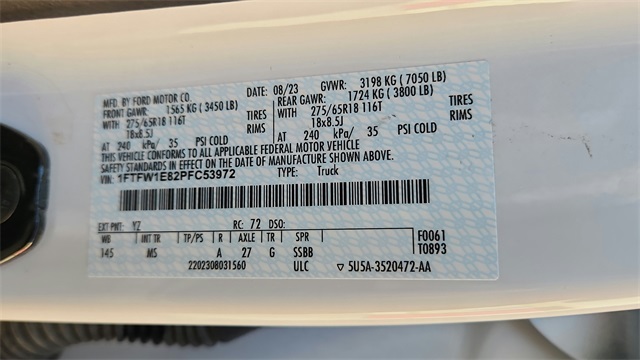 MFD. BY FORD MOTOR CO. DATE: 08/23 GVWR: 3198 KG ( 7050 LB)
FRONT GAWR: 1565 KG ( 3450 LB) REAR GAWR: 1724 KG ( 3800 LB)
WITH 275/65R18 116T TIRES WITH 275/65R18 116T TIRES
18x8.5J RIMS 18x8.5J RIMS
AT 240 kPa/ 35 PSI COLD AT 240 kPa/ 35 PSI COLD
THIS VEHICLE CONFORMS TO ALL APPLICABLE FEDERAL MOTOR VEHICLE
SAFETY STANDARDS IN EFFECT ON THE DATE OF MANUFACTURE SHOWN ABOVE.
VIN: 1FTFW1E82PFC53972 TYPE: Truck
EXT PNT: YZ RC: 72 DSO: F0061
WB INT TR TP/PS R AXLE TR SPR T0893
145 MS A 27 G SSBB
2202308031560 ULC ▽ 5U5A-3520472-AA